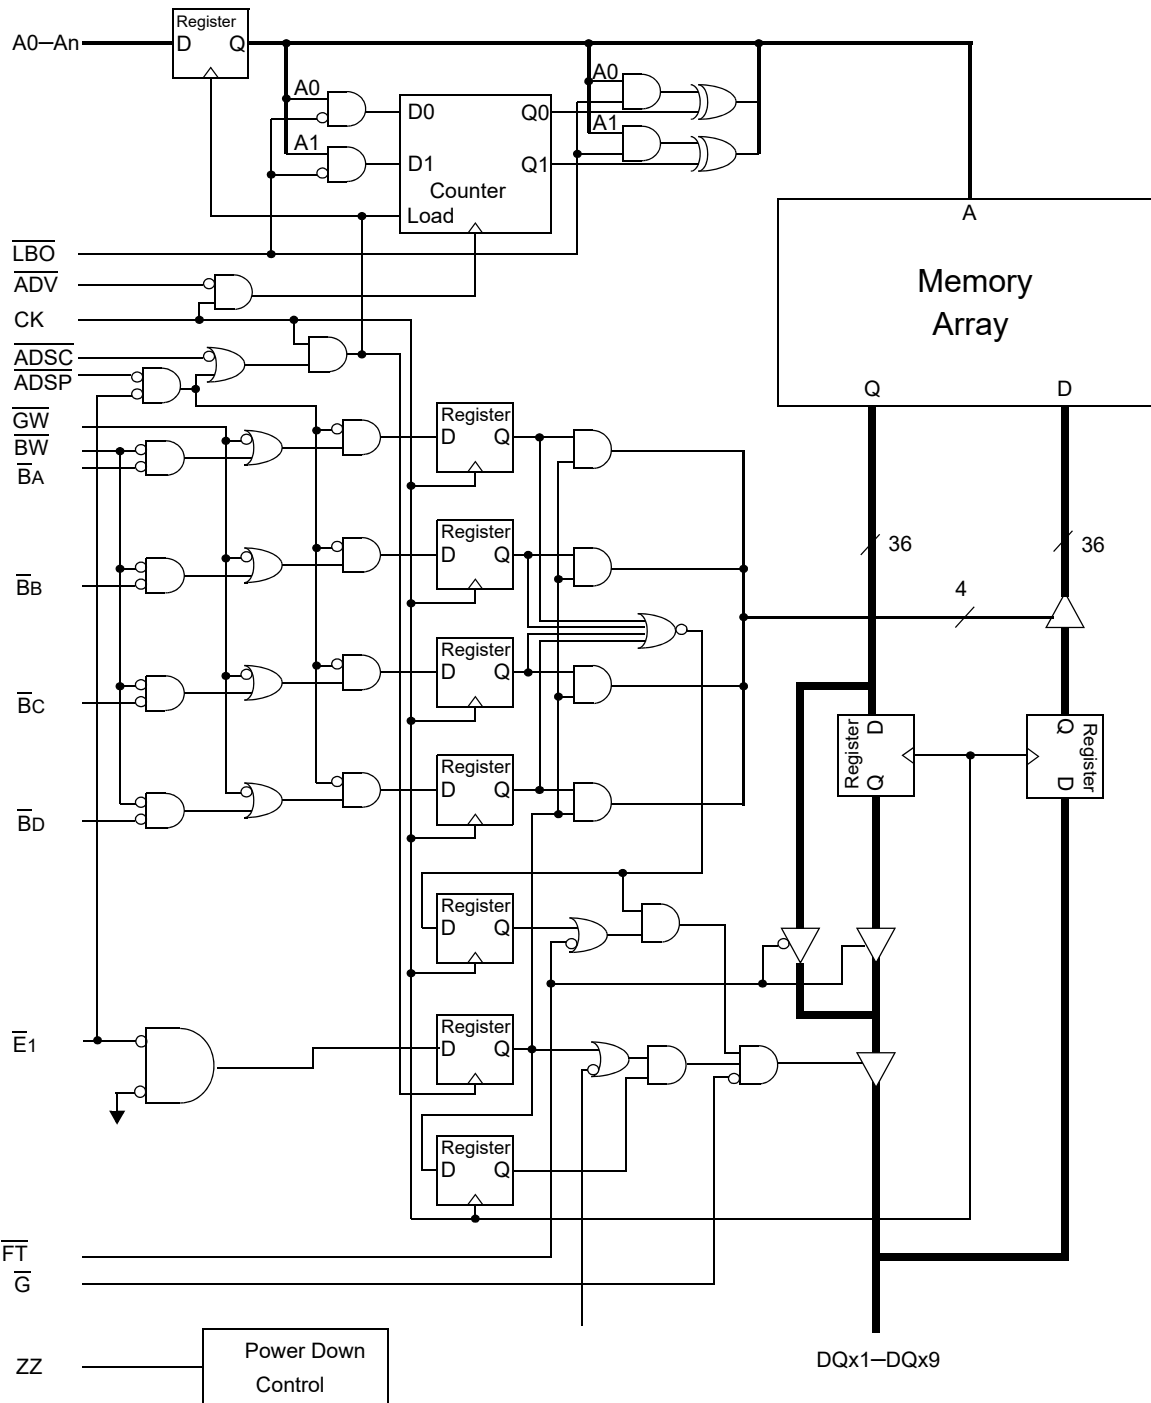 Register
A0–An
D Q
A0
A0
D0
Q0
A1
A1
D1
Q1
Counter
Load
A
LBO
ADV
Memory
Array
CK
ADSC
ADSP
Q D
GW
Register
BW
D Q
BA
Register
36
36
D Q
BB
4
Register
D Q
BC
Register D Q
Q D Register
Register
D Q
BD
Register
D Q
Register
E1
D Q
Register
D Q
FT
G
Power Down
ZZ
DQx1–DQx9
Control